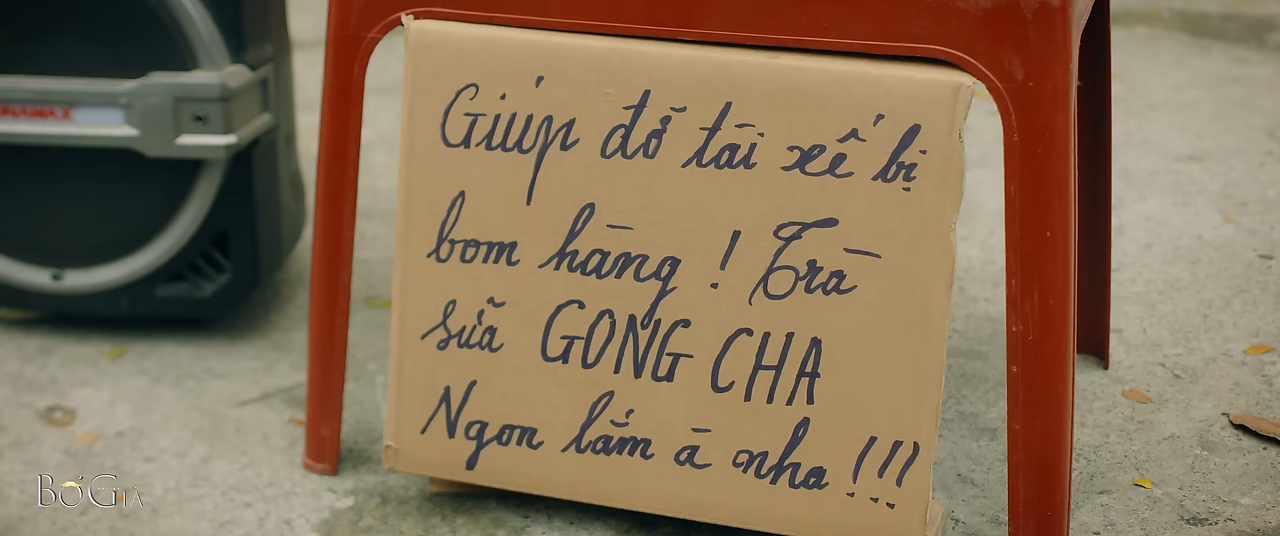 Giúp đỡ tài xế bị
bom hàng ! Trà
sữa GONG CHA
Ngon lắm à nha !!!
BỐ GIÀ